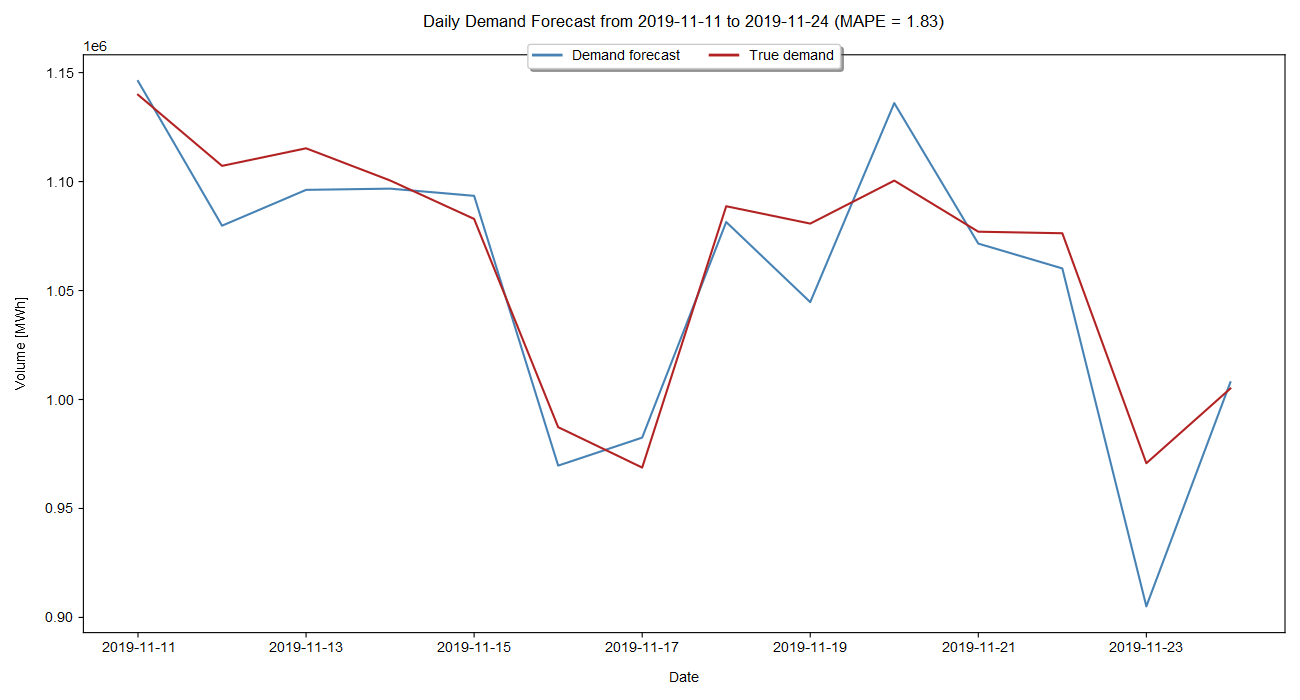 Daily Demand Forecast from 2019-11-11 to 2019-11-24 (MAPE = 1.83)
1e6
Demand forecast
True demand
1.15
1.10
1.05
1.00
0.95
0.90
Volume [MWh]
2019-11-11
2019-11-13
2019-11-15
2019-11-17
2019-11-19
2019-11-21
2019-11-23
Date